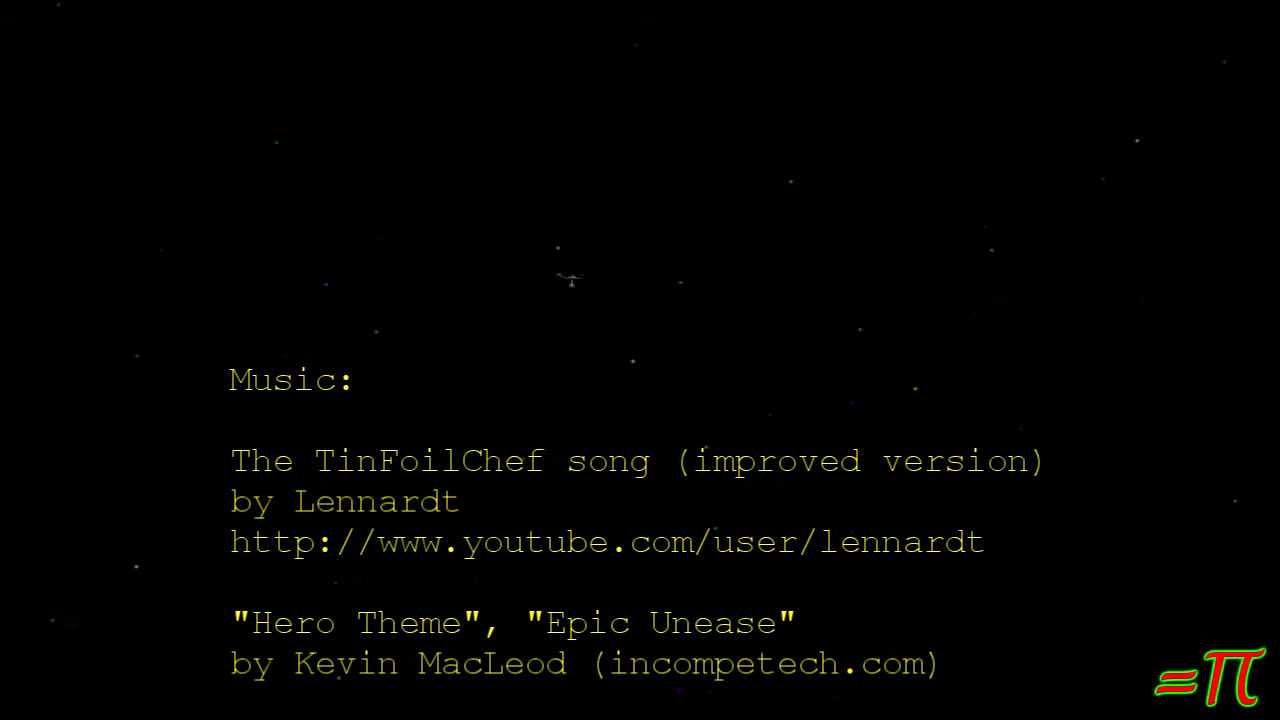 Music:
The TinFoilChef song (improved version)
by Lennardt
http://www.youtube.com/user/lennardt
"Hero Theme", "Epic Unease"
by Kevin MacLeod (incompetech.com)
=π